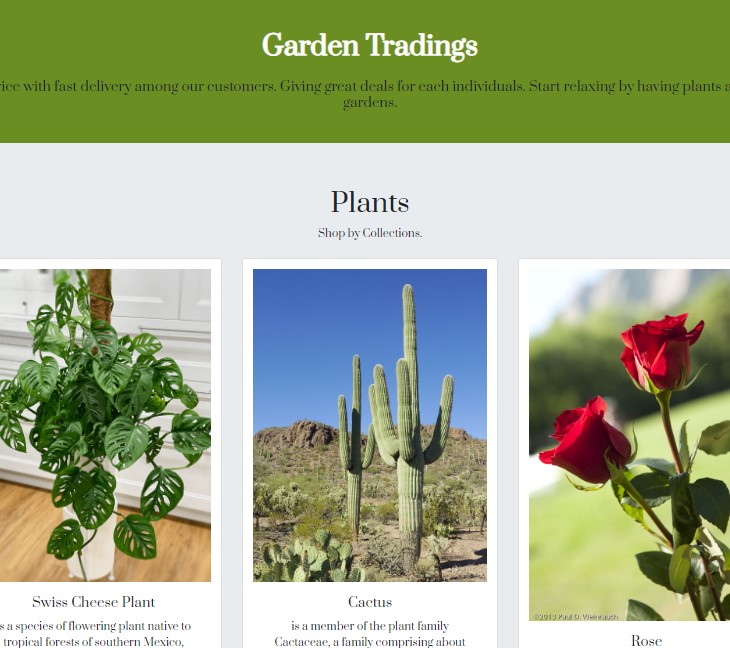 Garden Tradings
with fast delivery among our customers. Giving great deals for each individuals. Start relaxing by having plants
gardens.
Plants
Shop by Collections.
Swiss Cheese Plant
Cactus
©2013 Paul D. Weinrauch
Rose
s a species of flowering plant native to
tropical forests of southern Mexico,
is a member of the plant family
Cactaceae, a family comprising about